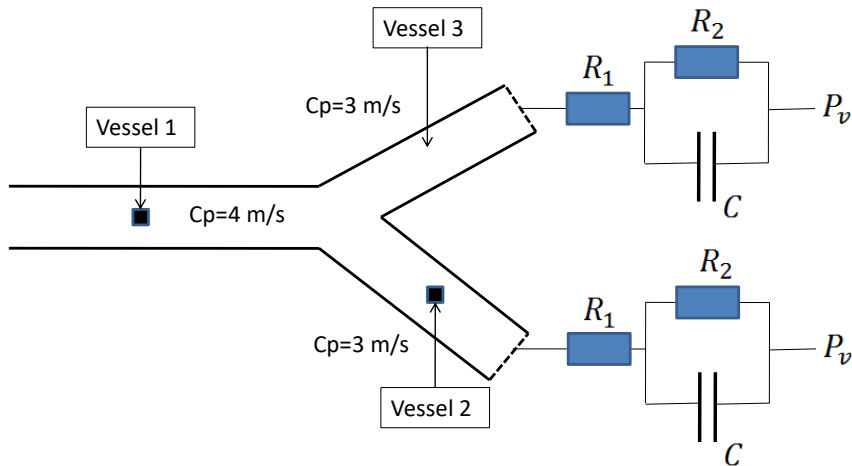 Vessel 3
R₂
R₁
Cp=3 m/s
Vessel 1
Pᵥ
C
Cp=4 m/s
R₂
R₁
Cp=3 m/s
Pᵥ
Vessel 2
C